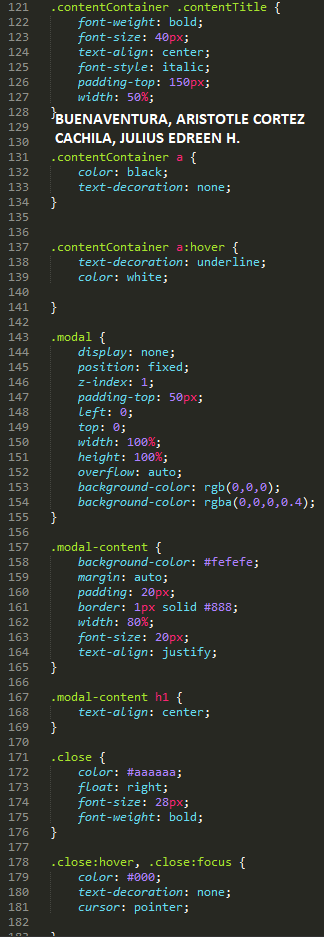 121 .contentContainer .contentTitle {
122 font-weight: bold;
123 font-size: 40px;
124 text-align: center;
125 font-style: italic;
126 padding-top: 150px;
127 width: 50%;
128 }
BUENAVENTURA, ARISTOTLE CORTEZ
129
CACHILA, JULIUS EDREEN H.
130
131 .contentContainer a {
132 color: black;
133 text-decoration: none;
134 }
135
136
137 .contentContainer a:hover {
138 text-decoration: underline;
139 color: white;
140
141 }
142
143 .modal {
144 display: none;
145 position: fixed;
146 z-index: 1;
147 padding-top: 50px;
148 left: 0;
149 top: 0;
150 width: 100%;
151 height: 100%;
152 overflow: auto;
153 background-color: rgb(0,0,0);
154 background-color: rgba(0,0,0,0.4);
155 }
156
157 .modal-content {
158 background-color: #fefefe;
159 margin: auto;
160 padding: 20px;
161 border: 1px solid #888;
162 width: 80%;
163 font-size: 20px;
164 text-align: justify;
165 }
166
167 .modal-content h1 {
168 text-align: center;
169 }
170
171 .close {
172 color: #aaaaaa;
173 float: right;
174 font-size: 28px;
175 font-weight: bold;
176 }
177
178 .close:hover, .close:focus {
179 color: #000;
180 text-decoration: none;
181 cursor: pointer;
182